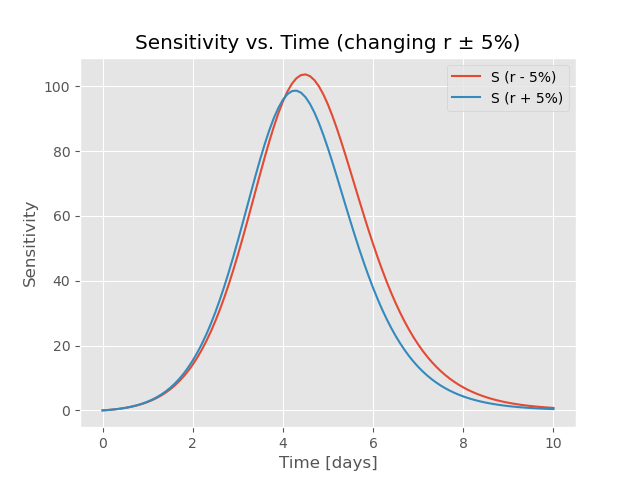 Sensitivity vs. Time (changing r ± 5%)
S (r - 5%)
S (r + 5%)
100
80
60
40
20
0
Sensitivity
0 2 4 6 8 10
Time [days]